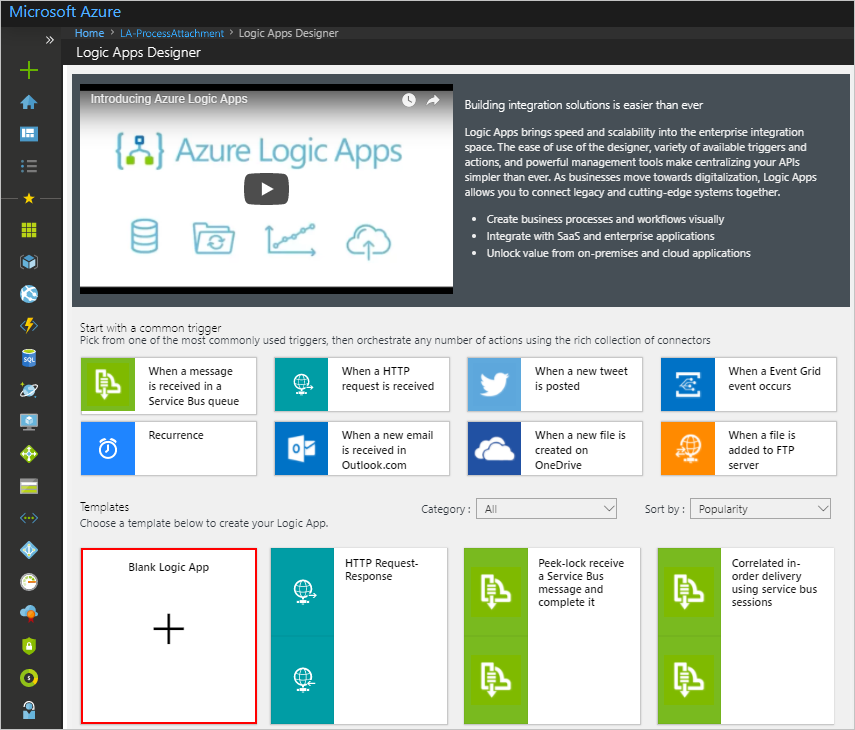 Microsoft Azure
Home > LA-ProcessAttachment > Logic Apps Designer
Logic Apps Designer
Introducing Azure Logic Apps
Azure Logic Apps
Building integration solutions is easier than ever
Logic Apps brings speed and scalability into the enterprise integration
space. The ease of use of the designer, variety of available triggers and
actions, and powerful management tools make centralizing your APIs
simpler than ever. As businesses move towards digitalization, Logic Apps
allows you to connect legacy and cutting-edge systems together.
• Create business processes and workflows visually
• Integrate with SaaS and enterprise applications
• Unlock value from on-premises and cloud applications
Start with a common trigger
Pick from one of the most commonly used triggers, then orchestrate any number of actions using the rich collection of connectors
When a message
is received in a
Service Bus queue
When a HTTP
request is received
When a new tweet
is posted
When a Event Grid
event occurs
Recurrence
When a new email
is received in
Outlook.com
When a new file is
created on
OneDrive
When a file is
added to FTP
server
Templates
Choose a template below to create your Logic App.
Category : All
Sort by : Popularity
Blank Logic App
HTTP Request-
Response
Peek-lock receive
a Service Bus
message and
complete it
Correlated in-
order delivery
using service bus
sessions
SQL